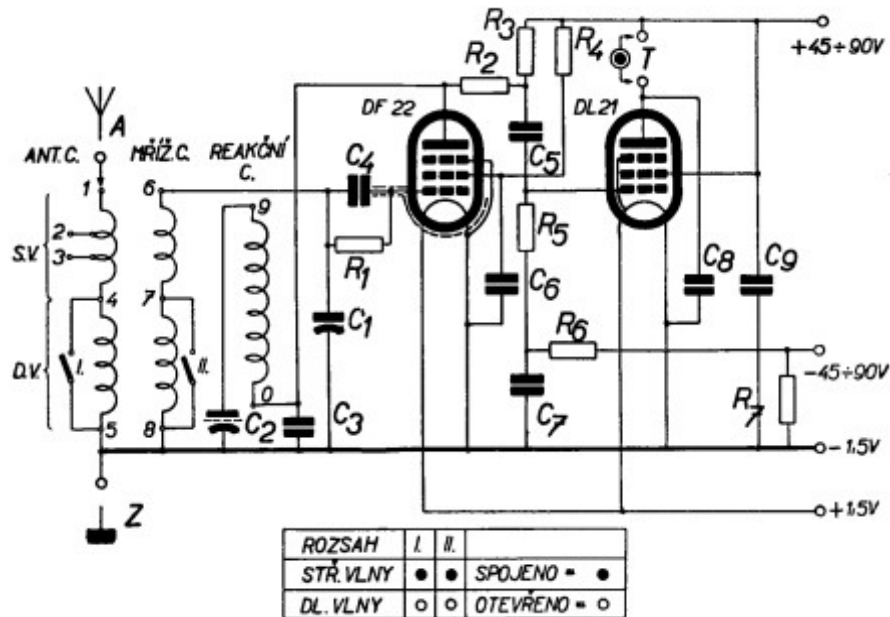 R3
R4
+45÷90V
R2
T
DF 22
DL21
A
ANT.C.
MŘÍŽ.C.
REAKČNÍ
C.
C4
C5
1
6
9
2
S.V.
3
R1
R5
C6
C8
C9
4
7
C1
R6
D.V.
I.
II.
-45÷90V
0
R7
5
8
C2
C3
C7
-1.5V
Z
+1.5V
ROZSAH I. II.
STŘ. VLNY ● ● SPOJENO = ●
DL. VLNY ○ ○ OTEVŘENO = ○